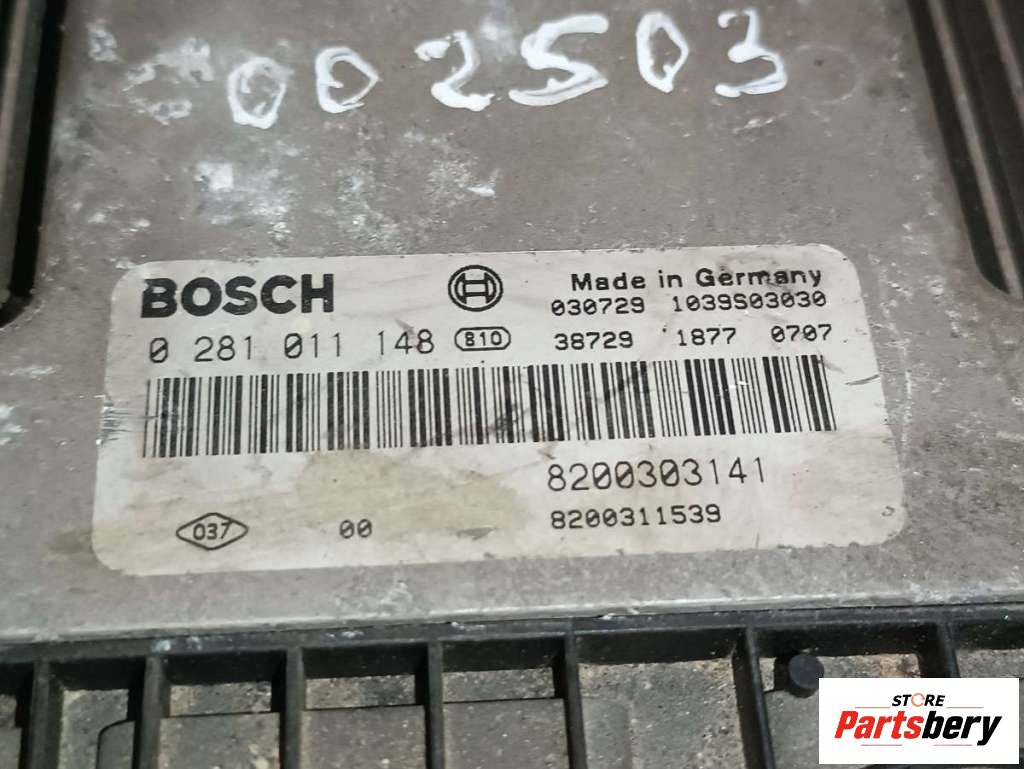 002503
BOSCH
Made in Germany
030729 1039S03030
0 281 011 148 810 38729 1877 0707
8200303141
037 00 8200311539
STORE
Partsbery